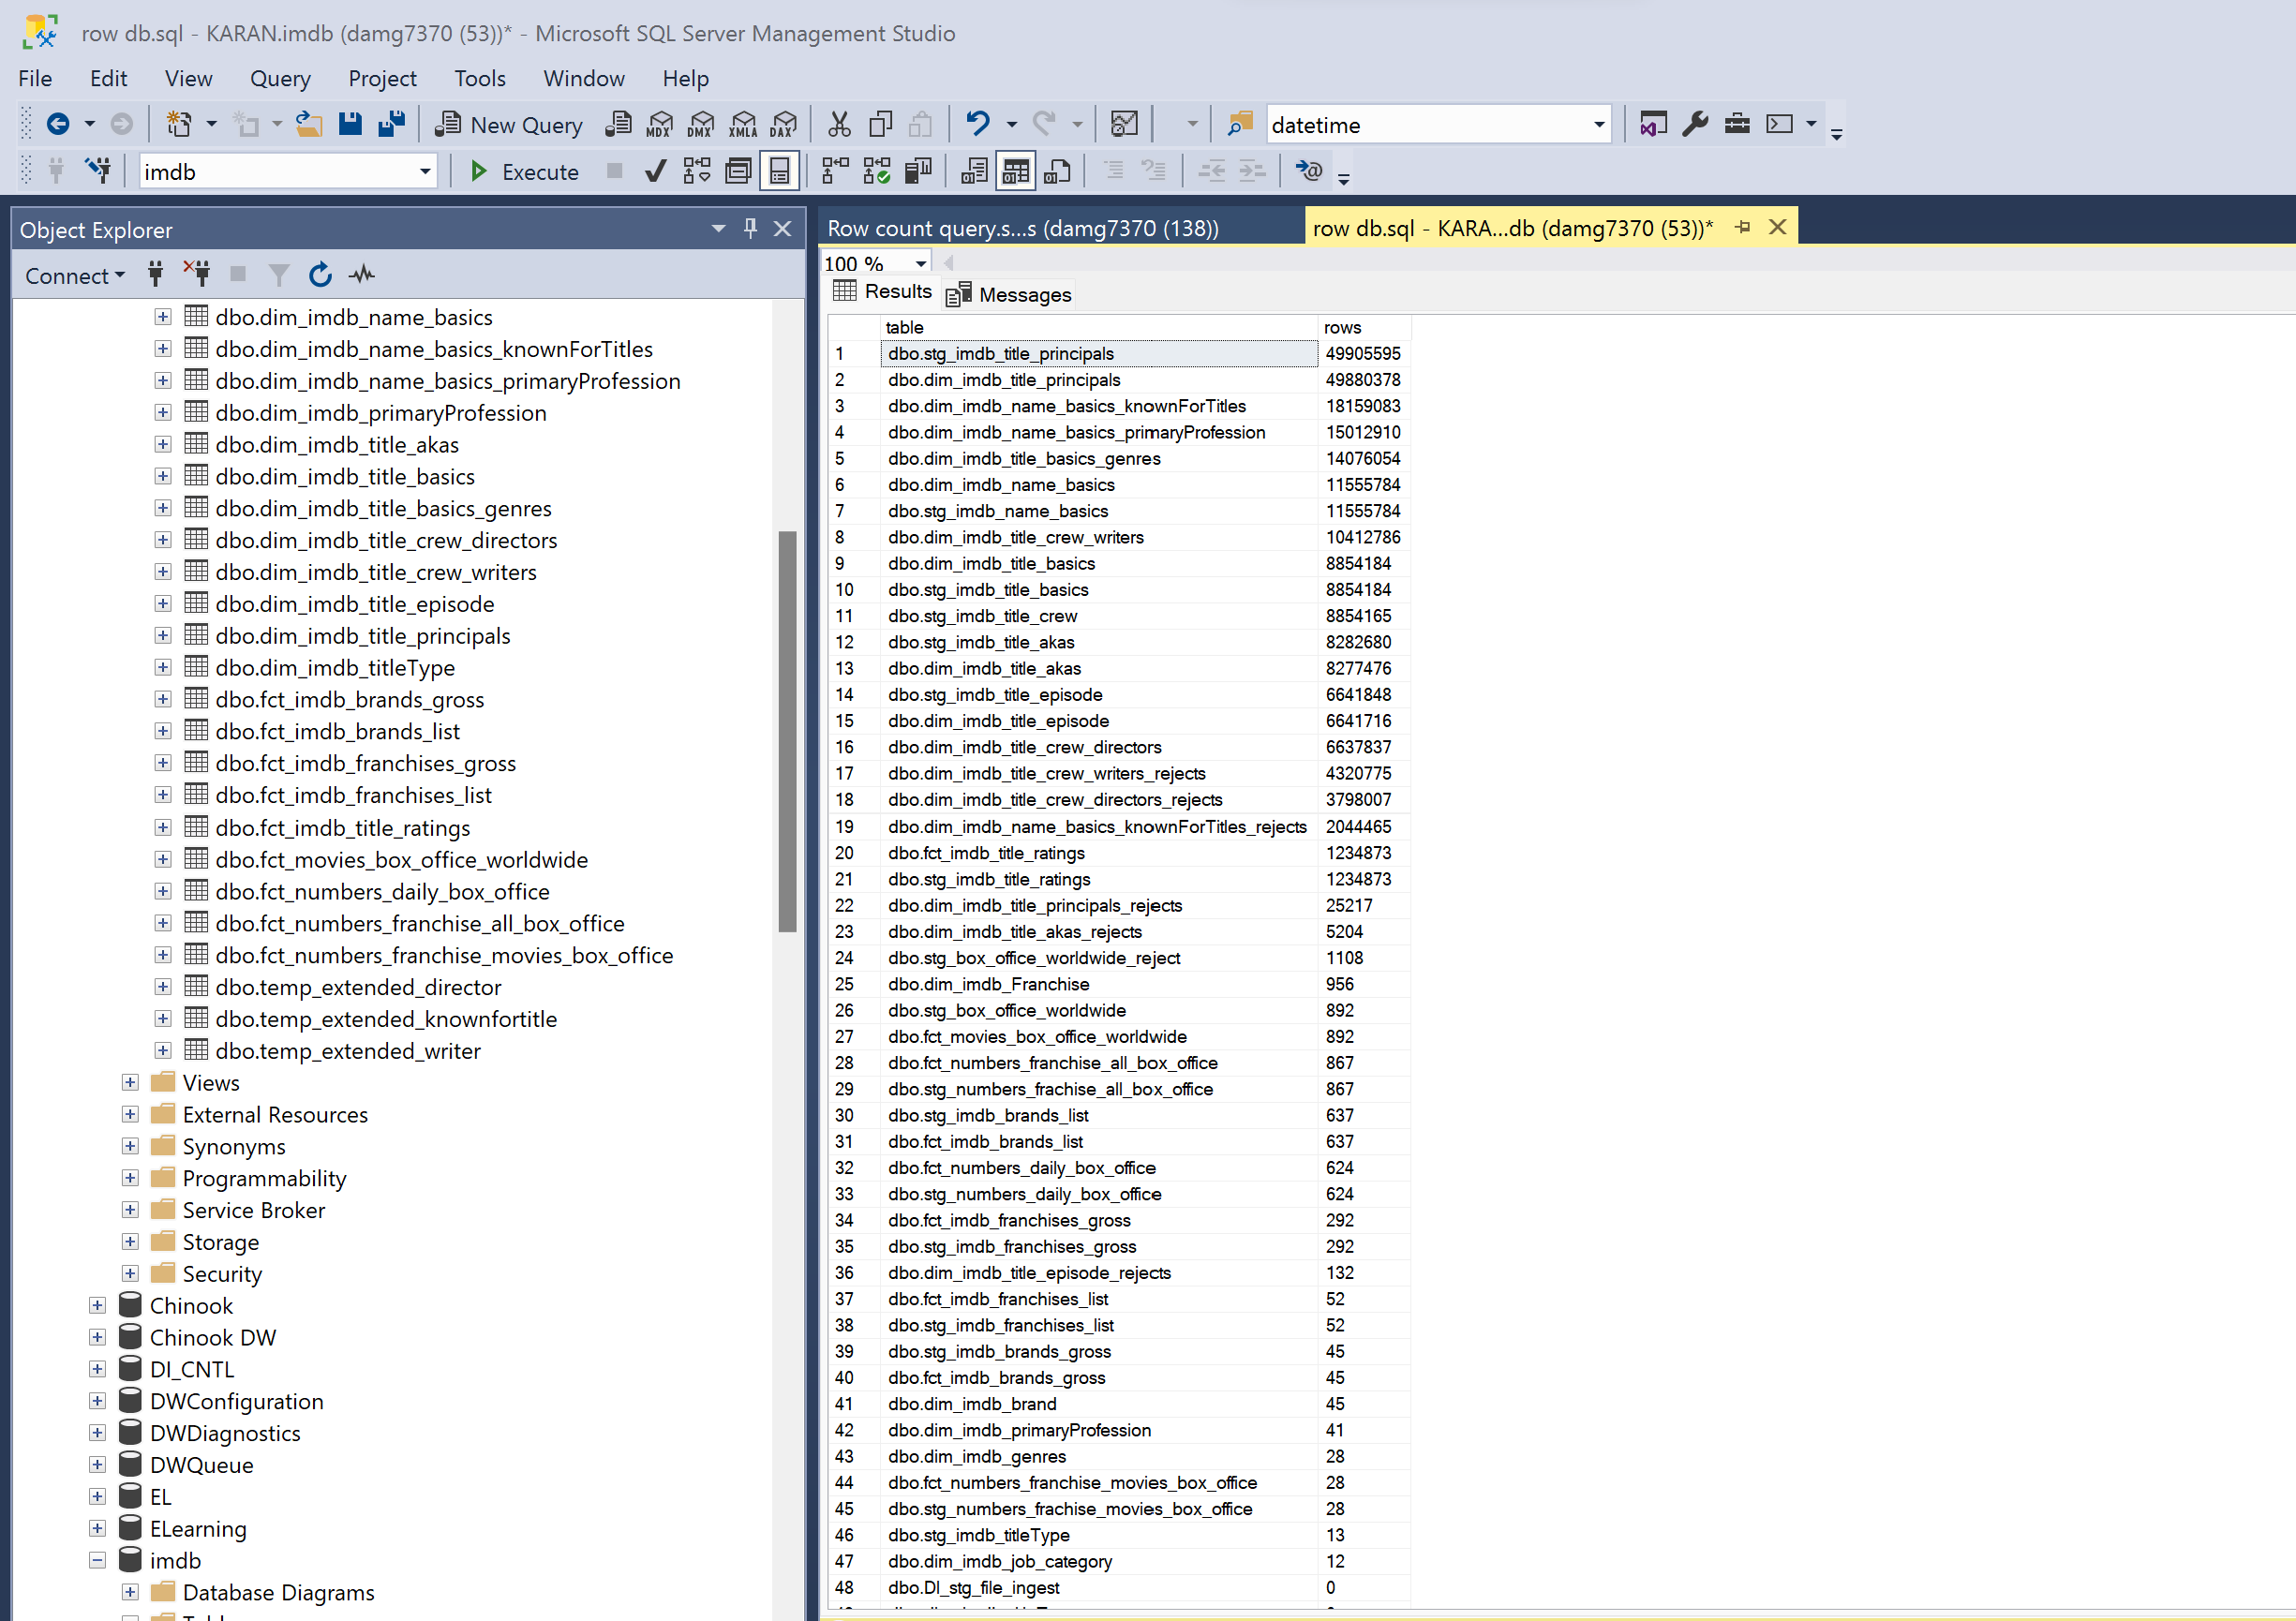 row db.sql - KARAN.imdb (damg7370 (53))* - Microsoft SQL Server Management Studio
File Edit View Query Project Tools Window Help
New Query MDX DMX XMLA DAX datetime
imdb Execute
Object Explorer
Connect
dbo.dim_imdb_name_basics
dbo.dim_imdb_name_basics_knownForTitles
dbo.dim_imdb_name_basics_primaryProfession
dbo.dim_imdb_primaryProfession
dbo.dim_imdb_title_akas
dbo.dim_imdb_title_basics
dbo.dim_imdb_title_basics_genres
dbo.dim_imdb_title_crew_directors
dbo.dim_imdb_title_crew_writers
dbo.dim_imdb_title_episode
dbo.dim_imdb_title_principals
dbo.dim_imdb_titleType
dbo.fct_imdb_brands_gross
dbo.fct_imdb_brands_list
dbo.fct_imdb_franchises_gross
dbo.fct_imdb_franchises_list
dbo.fct_imdb_title_ratings
dbo.fct_movies_box_office_worldwide
dbo.fct_numbers_daily_box_office
dbo.fct_numbers_franchise_all_box_office
dbo.fct_numbers_franchise_movies_box_office
dbo.temp_extended_director
dbo.temp_extended_knownfortitle
dbo.temp_extended_writer
Views
External Resources
Synonyms
Programmability
Service Broker
Storage
Security
Chinook
Chinook DW
DI_CNTL
DWConfiguration
DWDiagnostics
DWQueue
EL
ELearning
imdb
Database Diagrams
Row count query.s...s (damg7370 (138))
row db.sql - KARA...db (damg7370 (53))*
100 %
Results Messages
table rows
1 dbo.stg_imdb_title_principals 49905595
2 dbo.dim_imdb_title_principals 49880378
3 dbo.dim_imdb_name_basics_knownForTitles 18159083
4 dbo.dim_imdb_name_basics_primaryProfession 15012910
5 dbo.dim_imdb_title_basics_genres 14076054
6 dbo.dim_imdb_name_basics 11555784
7 dbo.stg_imdb_name_basics 11555784
8 dbo.dim_imdb_title_crew_writers 10412786
9 dbo.dim_imdb_title_basics 8854184
10 dbo.stg_imdb_title_basics 8854184
11 dbo.stg_imdb_title_crew 8854165
12 dbo.stg_imdb_title_akas 8282680
13 dbo.dim_imdb_title_akas 8277476
14 dbo.stg_imdb_title_episode 6641848
15 dbo.dim_imdb_title_episode 6641716
16 dbo.dim_imdb_title_crew_directors 6637837
17 dbo.dim_imdb_title_crew_writers_rejects 4320775
18 dbo.dim_imdb_title_crew_directors_rejects 3798007
19 dbo.dim_imdb_name_basics_knownForTitles_rejects 2044465
20 dbo.fct_imdb_title_ratings 1234873
21 dbo.stg_imdb_title_ratings 1234873
22 dbo.dim_imdb_title_principals_rejects 25217
23 dbo.dim_imdb_title_akas_rejects 5204
24 dbo.stg_box_office_worldwide_reject 1108
25 dbo.dim_imdb_Franchise 956
26 dbo.stg_box_office_worldwide 892
27 dbo.fct_movies_box_office_worldwide 892
28 dbo.fct_numbers_franchise_all_box_office 867
29 dbo.stg_numbers_frachise_all_box_office 867
30 dbo.stg_imdb_brands_list 637
31 dbo.fct_imdb_brands_list 637
32 dbo.fct_numbers_daily_box_office 624
33 dbo.stg_numbers_daily_box_office 624
34 dbo.fct_imdb_franchises_gross 292
35 dbo.stg_imdb_franchises_gross 292
36 dbo.dim_imdb_title_episode_rejects 132
37 dbo.fct_imdb_franchises_list 52
38 dbo.stg_imdb_franchises_list 52
39 dbo.stg_imdb_brands_gross 45
40 dbo.fct_imdb_brands_gross 45
41 dbo.dim_imdb_brand 45
42 dbo.dim_imdb_primaryProfession 41
43 dbo.dim_imdb_genres 28
44 dbo.fct_numbers_franchise_movies_box_office 28
45 dbo.stg_numbers_frachise_movies_box_office 28
46 dbo.stg_imdb_titleType 13
47 dbo.dim_imdb_job_category 12
48 dbo.DI_stg_file_ingest 0